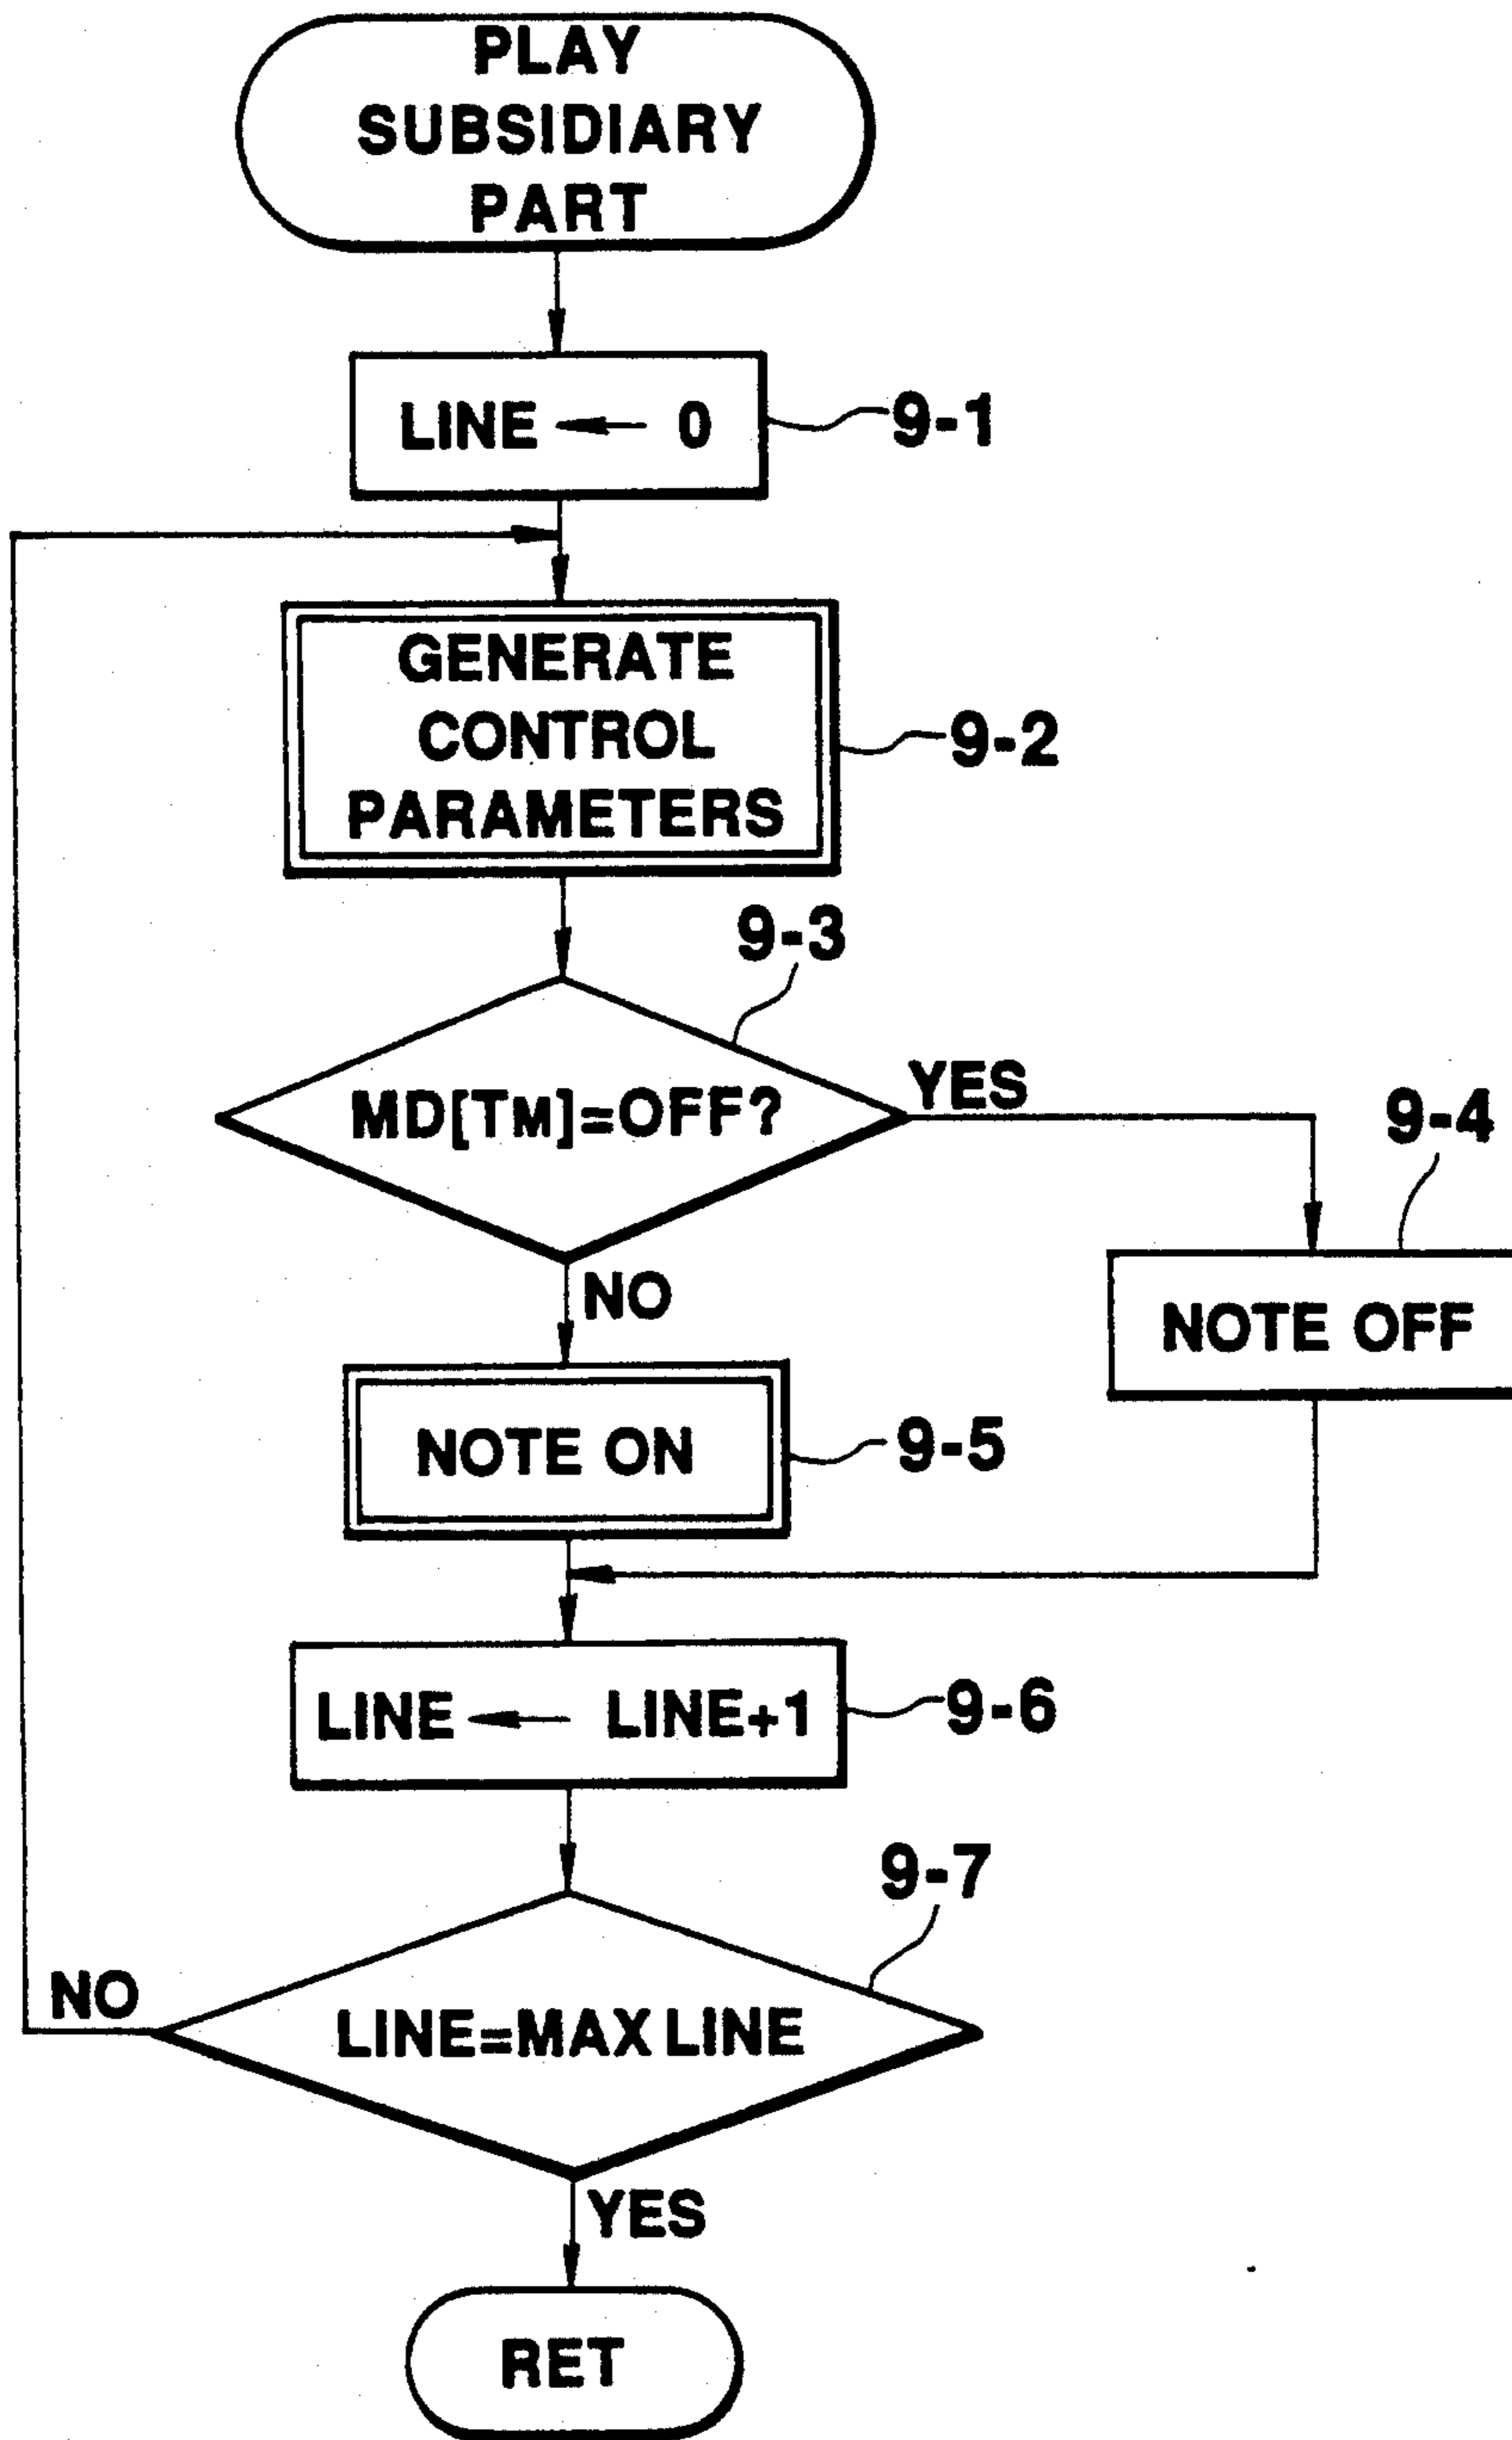 PLAY
SUBSIDIARY
PART
LINE ← 0
9-1
GENERATE
CONTROL
PARAMETERS
9-2
9-3
MD[TM]=OFF?
YES
9-4
NO
NOTE OFF
NOTE ON
9-5
LINE ← LINE+1
9-6
9-7
NO
LINE=MAX LINE
YES
RET